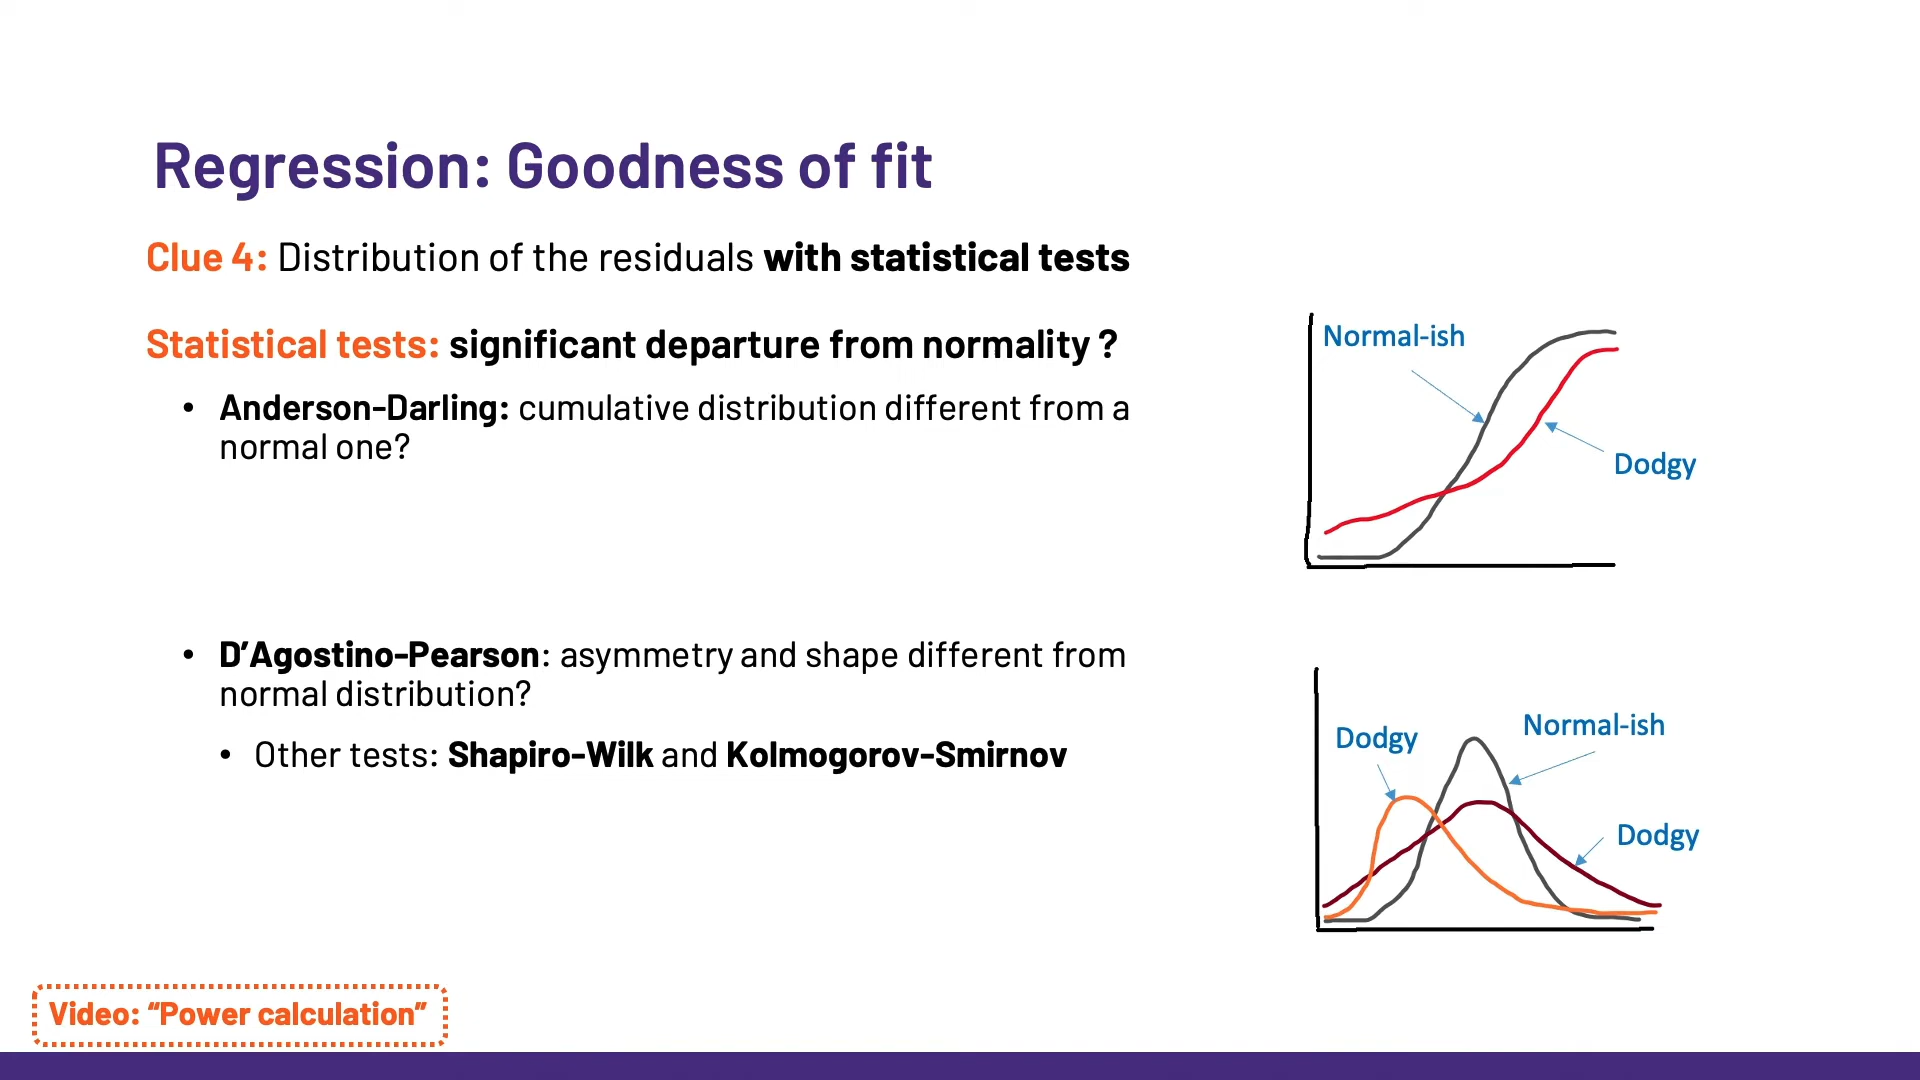 Regression: Goodness of fit
Clue 4: Distribution of the residuals with statistical tests
Statistical tests: significant departure from normality ?
• Anderson-Darling: cumulative distribution different from a
normal one?
Normal-ish
Dodgy
• D’Agostino-Pearson: asymmetry and shape different from
normal distribution?
• Other tests: Shapiro-Wilk and Kolmogorov-Smirnov
Dodgy
Normal-ish
Dodgy
Video: “Power calculation”